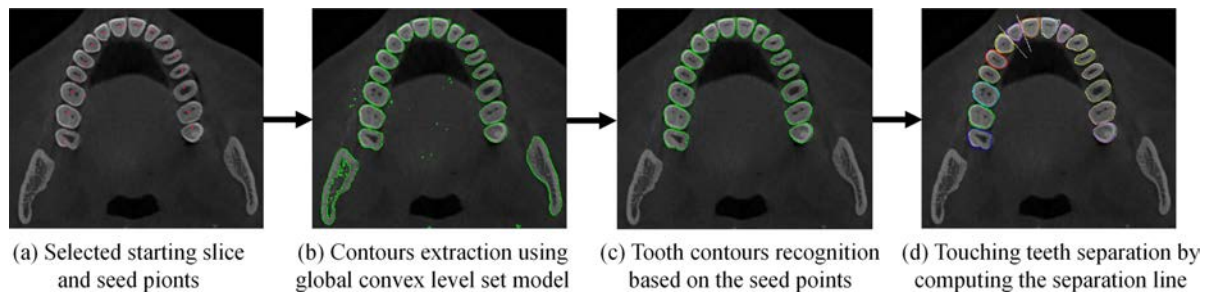 (a) Selected starting slice
and seed pionts
(b) Contours extraction using
global convex level set model
(c) Tooth contours recognition
based on the seed points
(d) Touching teeth separation by
computing the separation line